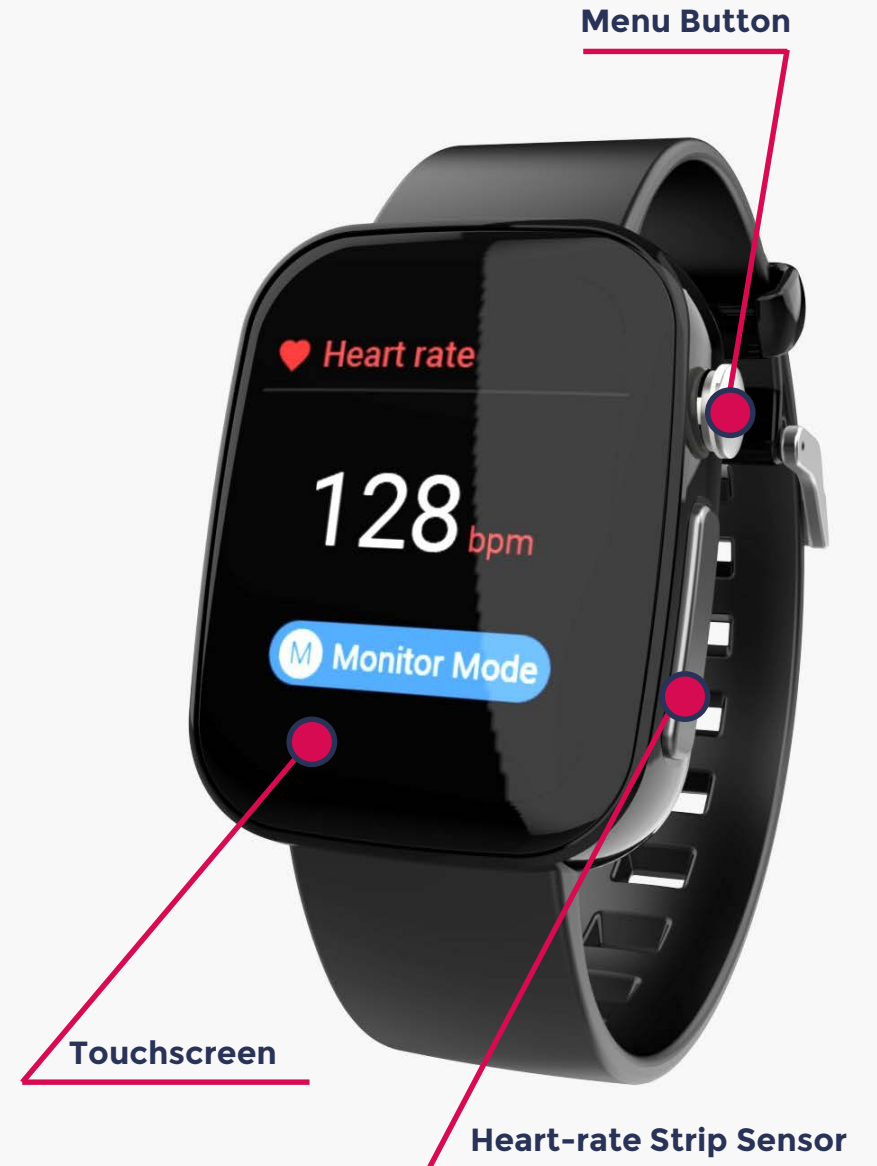 Menu Button
Heart rate
128 bpm
M Monitor Mode
Touchscreen
Heart-rate Strip Sensor